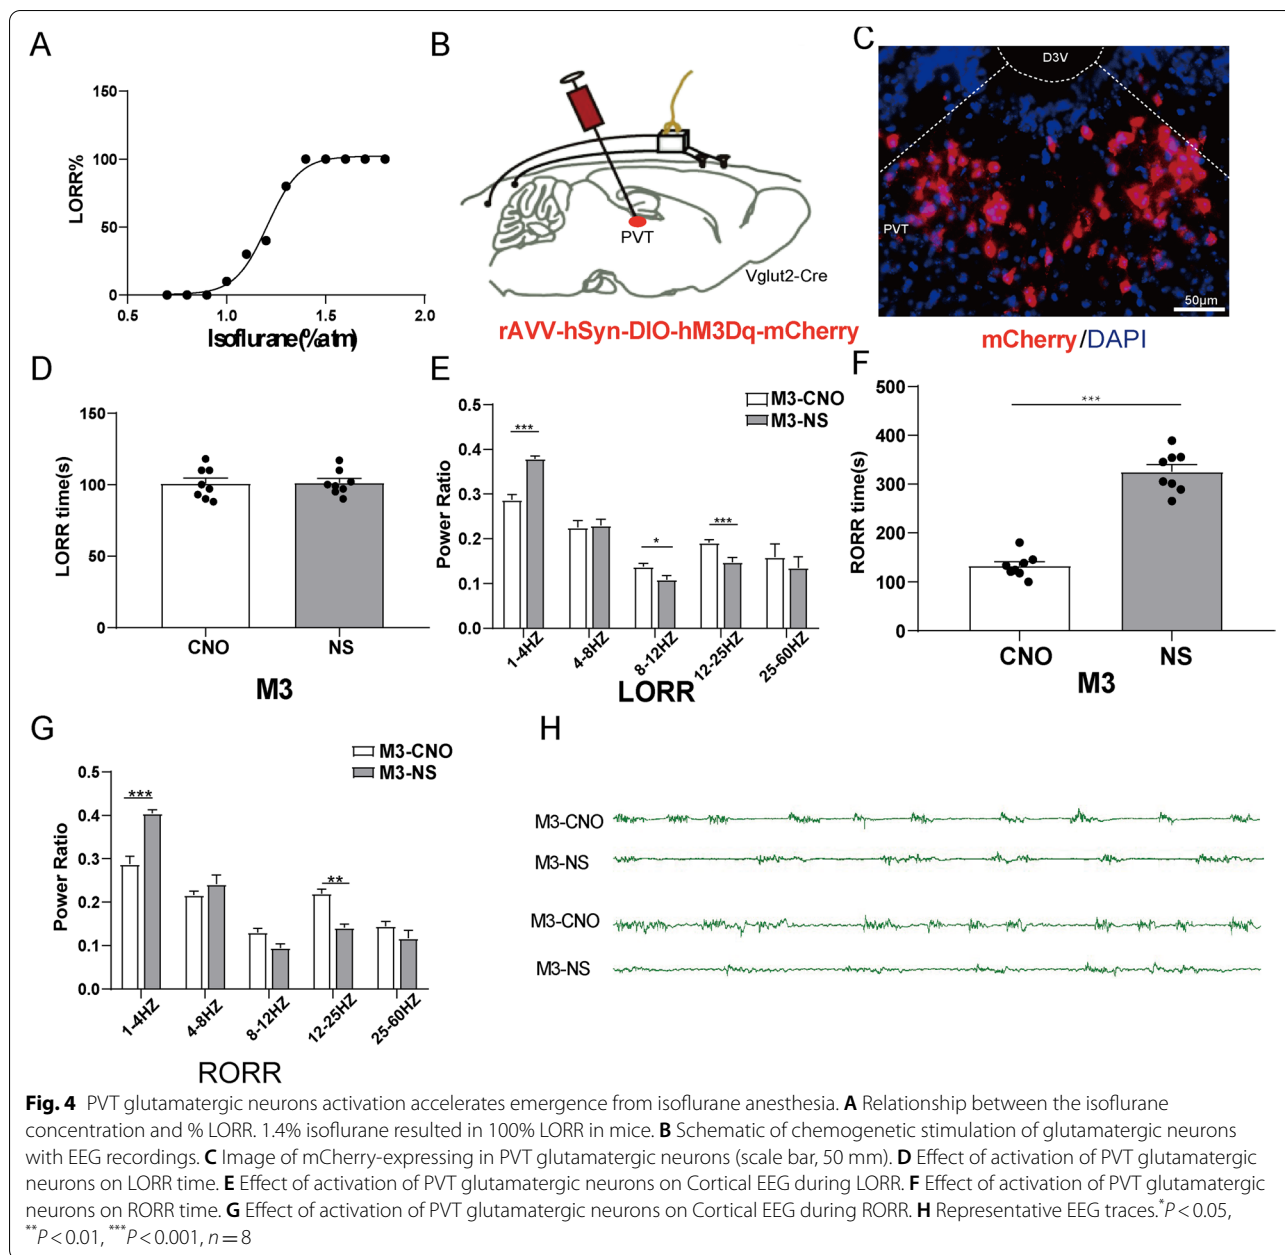 A
LORR%
150
100
50
0
0.5
1.0
1.5
2.0
Isoflurane(%atm)
B
PVT
Vglut2-Cre
rAVV-hSyn-DIO-hM3Dq-mCherry
C
D3V
PVT
50μm
mCherry/DAPI
D
LORR time(s)
150
100
50
0
CNO
NS
M3
E
M3-CNO
M3-NS
Power Ratio
0.5
0.4
0.3
0.2
0.1
0.0
***
*
***
1-4HZ
4-8HZ
8-12HZ
12-25HZ
25-60HZ
LORR
F
RORR time(s)
500
400
300
200
100
0
***
CNO
NS
M3
G
M3-CNO
M3-NS
Power Ratio
0.5
0.4
0.3
0.2
0.1
0.0
***
**
1-4HZ
4-8HZ
8-12HZ
12-25HZ
25-60HZ
RORR
H
M3-CNO
M3-NS
M3-CNO
M3-NS
Fig. 4 PVT glutamatergic neurons activation accelerates emergence from isoflurane anesthesia. A Relationship between the isoflurane
concentration and % LORR. 1.4% isoflurane resulted in 100% LORR in mice. B Schematic of chemogenetic stimulation of glutamatergic neurons
with EEG recordings. C Image of mCherry-expressing in PVT glutamatergic neurons (scale bar, 50 mm). D Effect of activation of PVT glutamatergic
neurons on LORR time. E Effect of activation of PVT glutamatergic neurons on Cortical EEG during LORR. F Effect of activation of PVT glutamatergic
neurons on RORR time. G Effect of activation of PVT glutamatergic neurons on Cortical EEG during RORR. H Representative EEG traces.*P < 0.05,
**P < 0.01, ***P < 0.001, n = 8